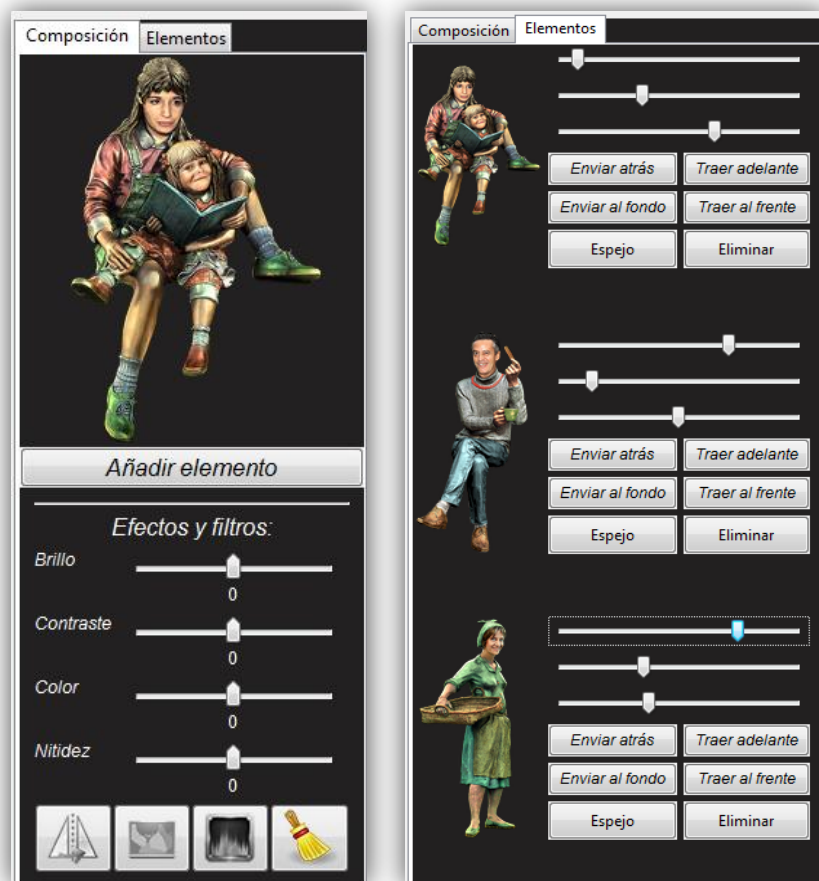 Composición Elementos
Añadir elemento
Efectos y filtros:
Brillo
0
Contraste
0
Color
0
Nitidez
0
Composición Elementos
Enviar atrás Traer adelante
Enviar al fondo Traer al frente
Espejo Eliminar
Enviar atrás Traer adelante
Enviar al fondo Traer al frente
Espejo Eliminar
Enviar atrás Traer adelante
Enviar al fondo Traer al frente
Espejo Eliminar